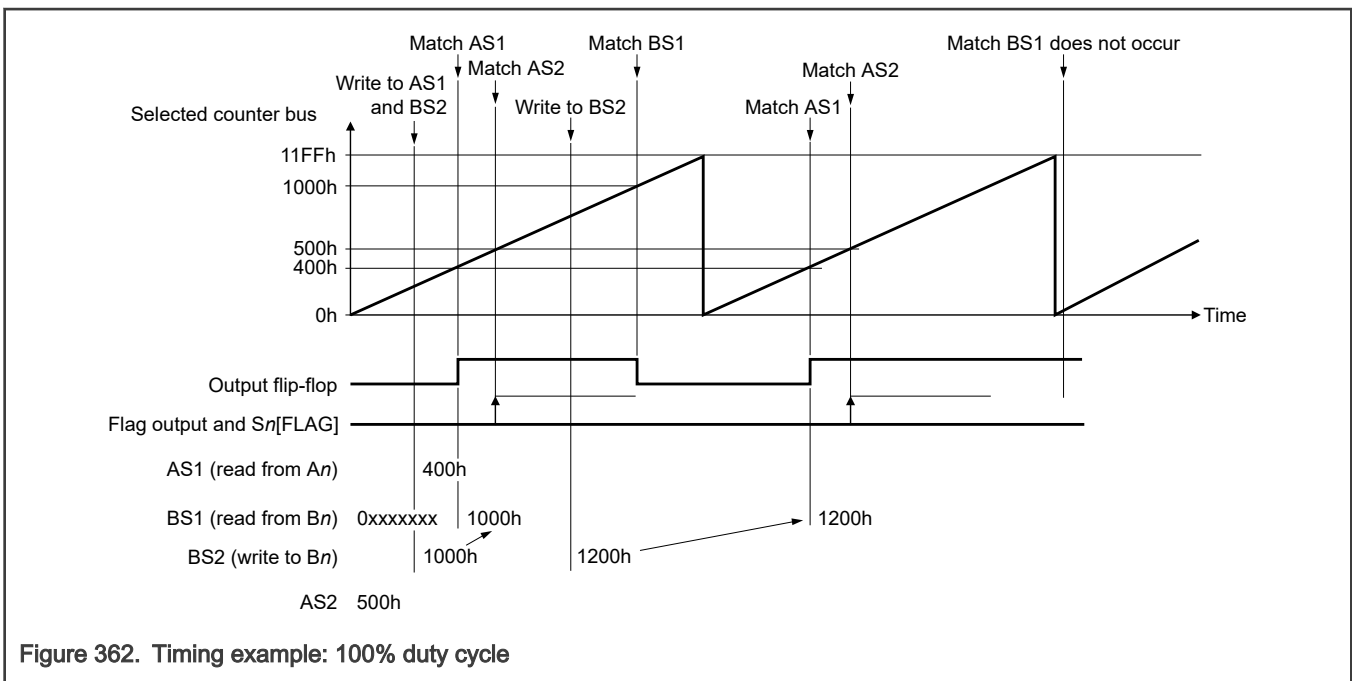 Match AS1
Match BS1
Match BS1 does not occur
Match AS2
Match AS2
Write to AS1
and BS2
Write to BS2
Match AS1
Selected counter bus
11FFh
1000h
500h
400h
0h
Time
Output flip-flop
Flag output and Sn[FLAG]
AS1 (read from An) 400h
BS1 (read from Bn) 0xxxxxxx 1000h 1200h
BS2 (write to Bn) 1000h 1200h
AS2 500h
Figure 362. Timing example: 100% duty cycle